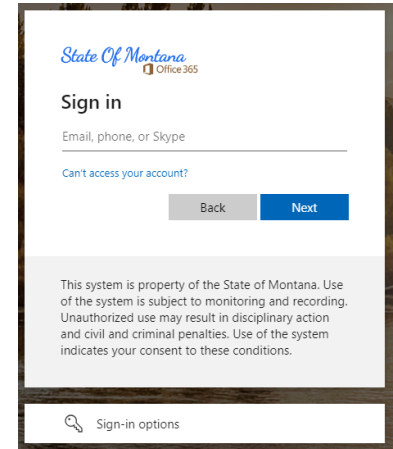 State Of Montana
Office 365
Sign in
Email, phone, or Skype
Can't access your account?
Back Next
This system is property of the State of Montana. Use
of the system is subject to monitoring and recording.
Unauthorized use may result in disciplinary action
and civil and criminal penalties. Use of the system
indicates your consent to these conditions.
Sign-in options